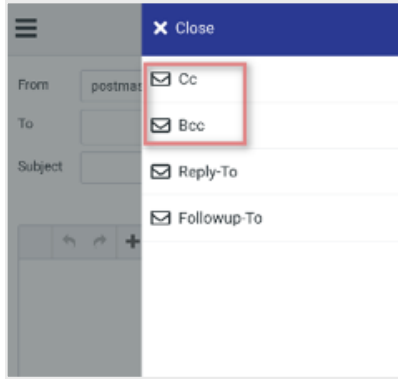 Close
From postmas
Cc
To
Bcc
Subject
Reply-To
Followup-To